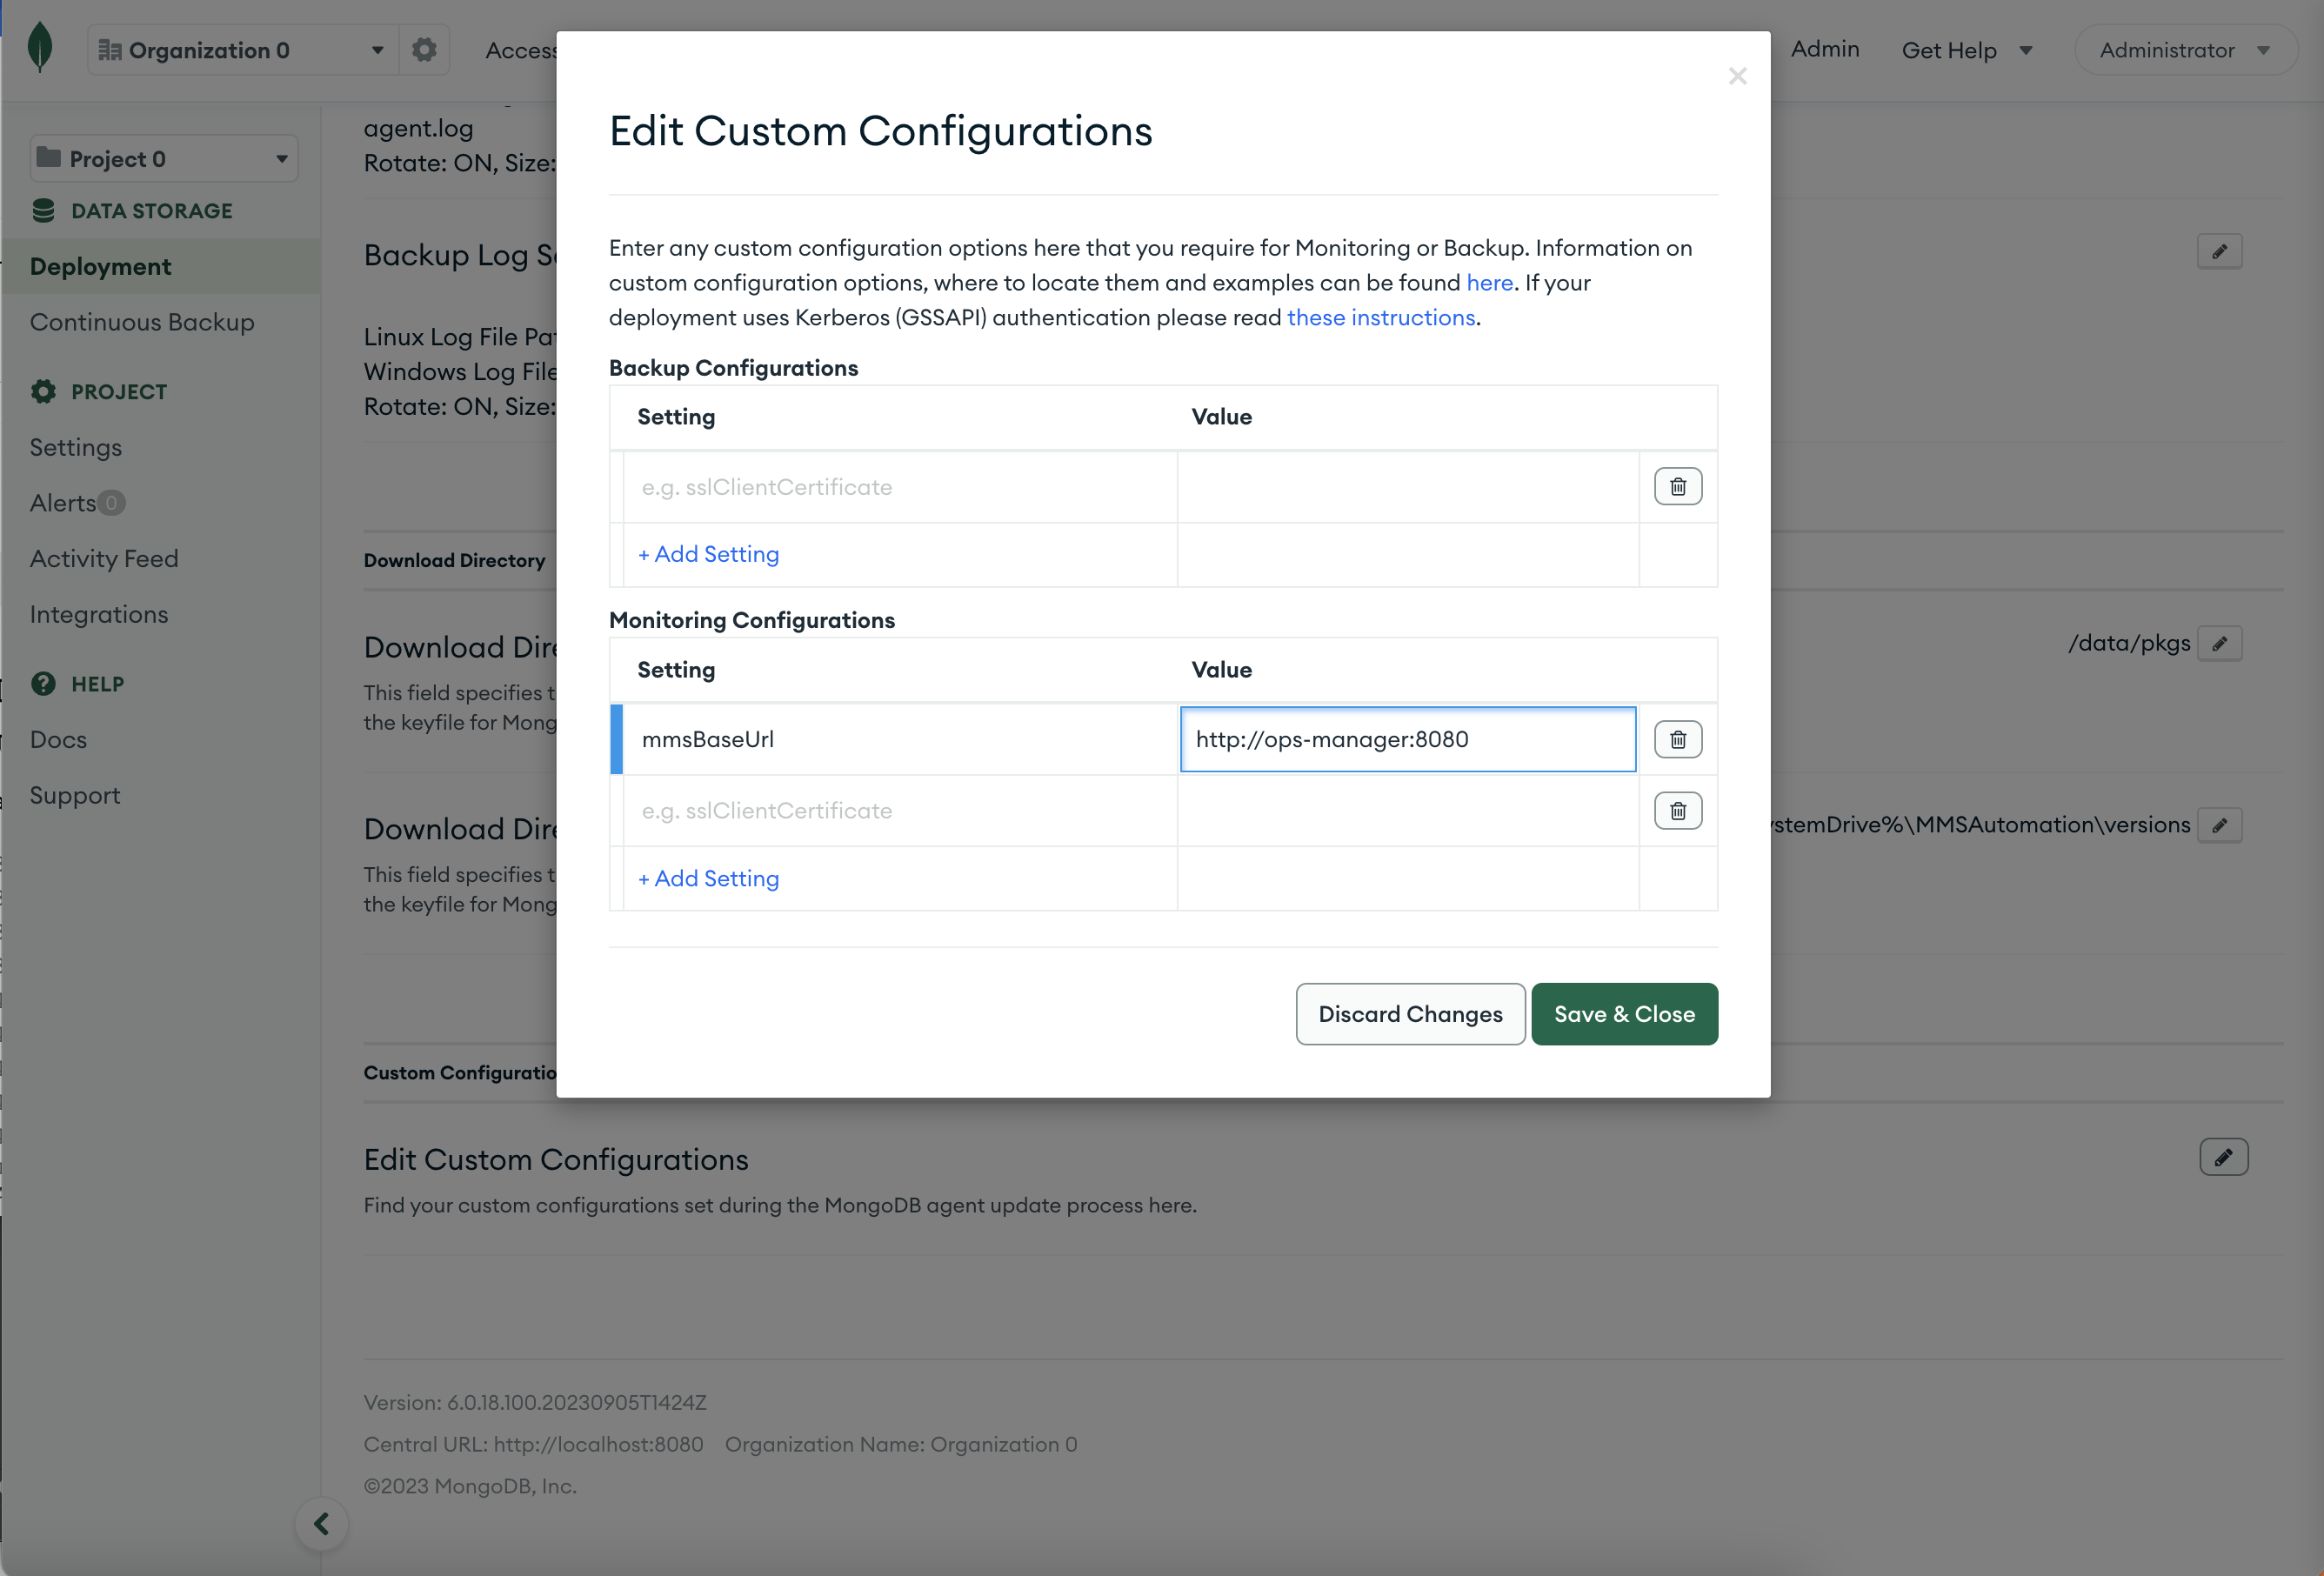 Organization 0
Access
Admin
Get Help
Administrator
Project 0
DATA STORAGE
Deployment
Continuous Backup
PROJECT
Settings
Alerts 0
Activity Feed
Integrations
HELP
Docs
Support
agent.log
Rotate: ON, Size:
Backup Log
Linux Log File
Windows Log File
Rotate: ON, Size:
Download Directory
Download
This field specifies
the keyfile for
/data/pkgs
Download
This field specifies
the keyfile for
\MMSAutomation\versions
Custom
Edit Custom Configurations
Find your custom configurations set during the MongoDB agent update process here.
Version: 6.0.18.100.20230905T1424Z
Central URL: http://localhost:8080 Organization Name: Organization 0
©2023 MongoDB, Inc.
Edit Custom Configurations
Enter any custom configuration options here that you require for Monitoring or Backup. Information on
custom configuration options, where to locate them and examples can be found here. If your
deployment uses Kerberos (GSSAPI) authentication please read these instructions.
Backup Configurations
Setting Value
e.g. sslClientCertificate
+ Add Setting
Monitoring Configurations
Setting Value
mmsBaseUrl http://ops-manager:8080
e.g. sslClientCertificate
+ Add Setting
Discard Changes Save & Close